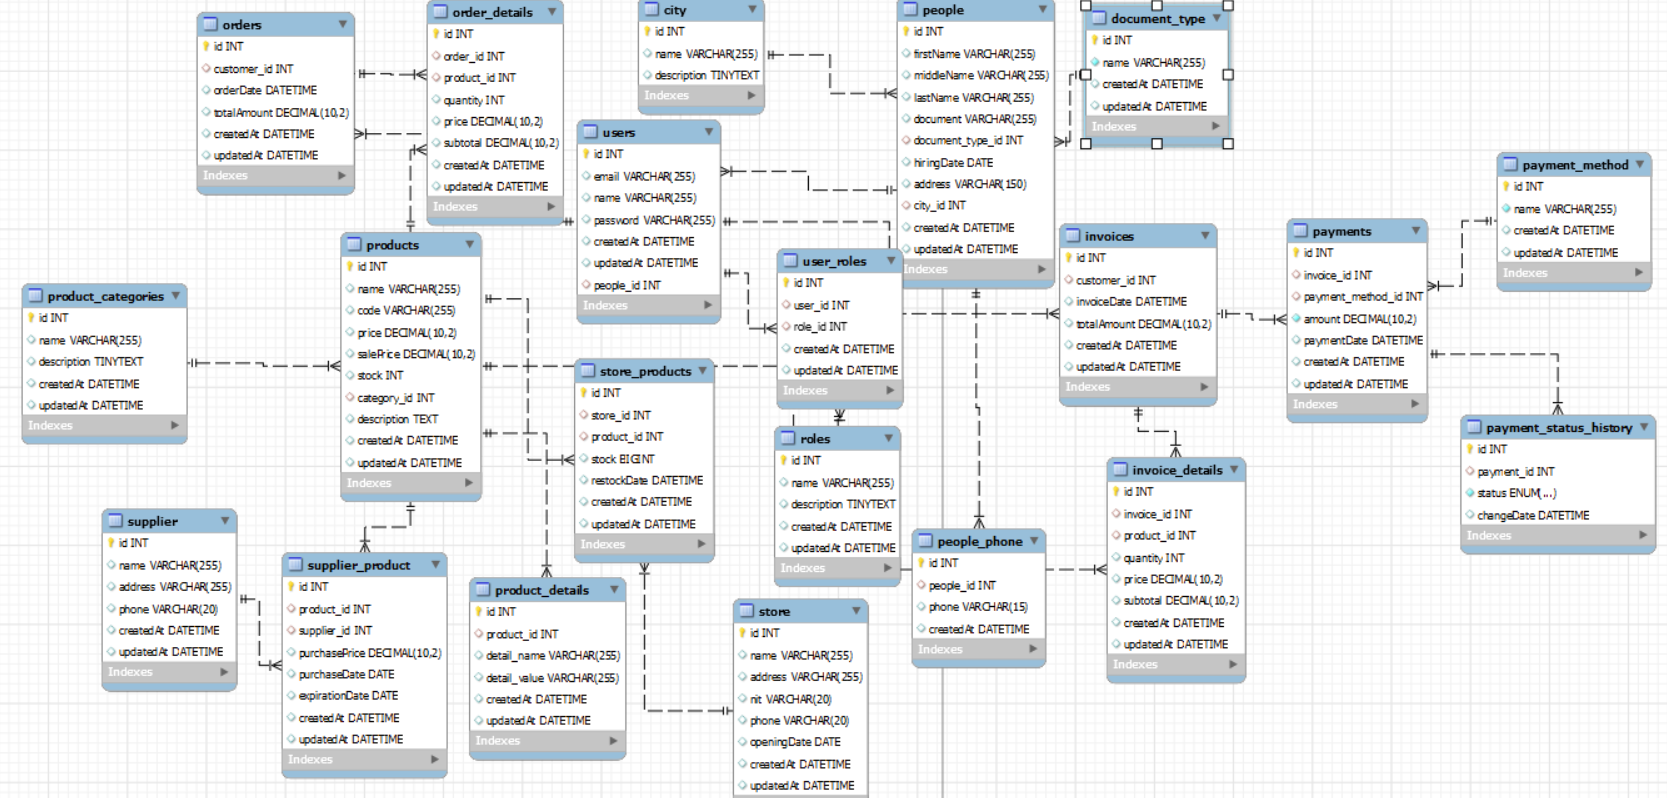 orders
id INT
customer_id INT
orderDate DATETIME
totalAmount DECIMAL(10,2)
createdAt DATETIME
updatedAt DATETIME
Indexes
order_details
id INT
order_id INT
product_id INT
quantity INT
price DECIMAL(10,2)
subtotal DECIMAL(10,2)
createdAt DATETIME
updatedAt DATETIME
Indexes
city
id INT
name VARCHAR(255)
description TINYTEXT
Indexes
people
id INT
firstName VARCHAR(255)
middleName VARCHAR(255)
lastName VARCHAR(255)
document VARCHAR(255)
document_type_id INT
hiringDate DATE
address VARCHAR(150)
city_id INT
createdAt DATETIME
updatedAt DATETIME
Indexes
document_type
id INT
name VARCHAR(255)
createdAt DATETIME
updatedAt DATETIME
Indexes
users
id INT
email VARCHAR(255)
name VARCHAR(255)
password VARCHAR(255)
createdAt DATETIME
updatedAt DATETIME
people_id INT
Indexes
payment_method
id INT
name VARCHAR(255)
createdAt DATETIME
updatedAt DATETIME
Indexes
products
id INT
name VARCHAR(255)
code VARCHAR(255)
price DECIMAL(10,2)
salePrice DECIMAL(10,2)
stock INT
category_id INT
description TEXT
createdAt DATETIME
updatedAt DATETIME
Indexes
user_roles
id INT
user_id INT
role_id INT
createdAt DATETIME
updatedAt DATETIME
Indexes
invoices
id INT
customer_id INT
invoiceDate DATETIME
totalAmount DECIMAL(10,2)
createdAt DATETIME
updatedAt DATETIME
Indexes
payments
id INT
invoice_id INT
payment_method_id INT
amount DECIMAL(10,2)
paymentDate DATETIME
createdAt DATETIME
updatedAt DATETIME
Indexes
product_categories
id INT
name VARCHAR(255)
description TINYTEXT
createdAt DATETIME
updatedAt DATETIME
Indexes
store_products
id INT
store_id INT
product_id INT
stock BIGINT
restockDate DATETIME
createdAt DATETIME
updatedAt DATETIME
Indexes
roles
id INT
name VARCHAR(255)
description TINYTEXT
createdAt DATETIME
updatedAt DATETIME
Indexes
payment_status_history
id INT
payment_id INT
status ENUM(...)
changeDate DATETIME
Indexes
invoice_details
id INT
invoice_id INT
product_id INT
quantity INT
price DECIMAL(10,2)
subtotal DECIMAL(10,2)
createdAt DATETIME
updatedAt DATETIME
Indexes
supplier
id INT
name VARCHAR(255)
address VARCHAR(255)
phone VARCHAR(20)
createdAt DATETIME
updatedAt DATETIME
Indexes
supplier_product
id INT
product_id INT
supplier_id INT
purchasePrice DECIMAL(10,2)
purchaseDate DATE
expirationDate DATE
createdAt DATETIME
updatedAt DATETIME
Indexes
product_details
id INT
product_id INT
detail_name VARCHAR(255)
detail_value VARCHAR(255)
createdAt DATETIME
updatedAt DATETIME
Indexes
people_phone
id INT
people_id INT
phone VARCHAR(15)
createdAt DATETIME
Indexes
store
id INT
name VARCHAR(255)
address VARCHAR(255)
nit VARCHAR(20)
phone VARCHAR(20)
openingDate DATE
createdAt DATETIME
updatedAt DATETIME